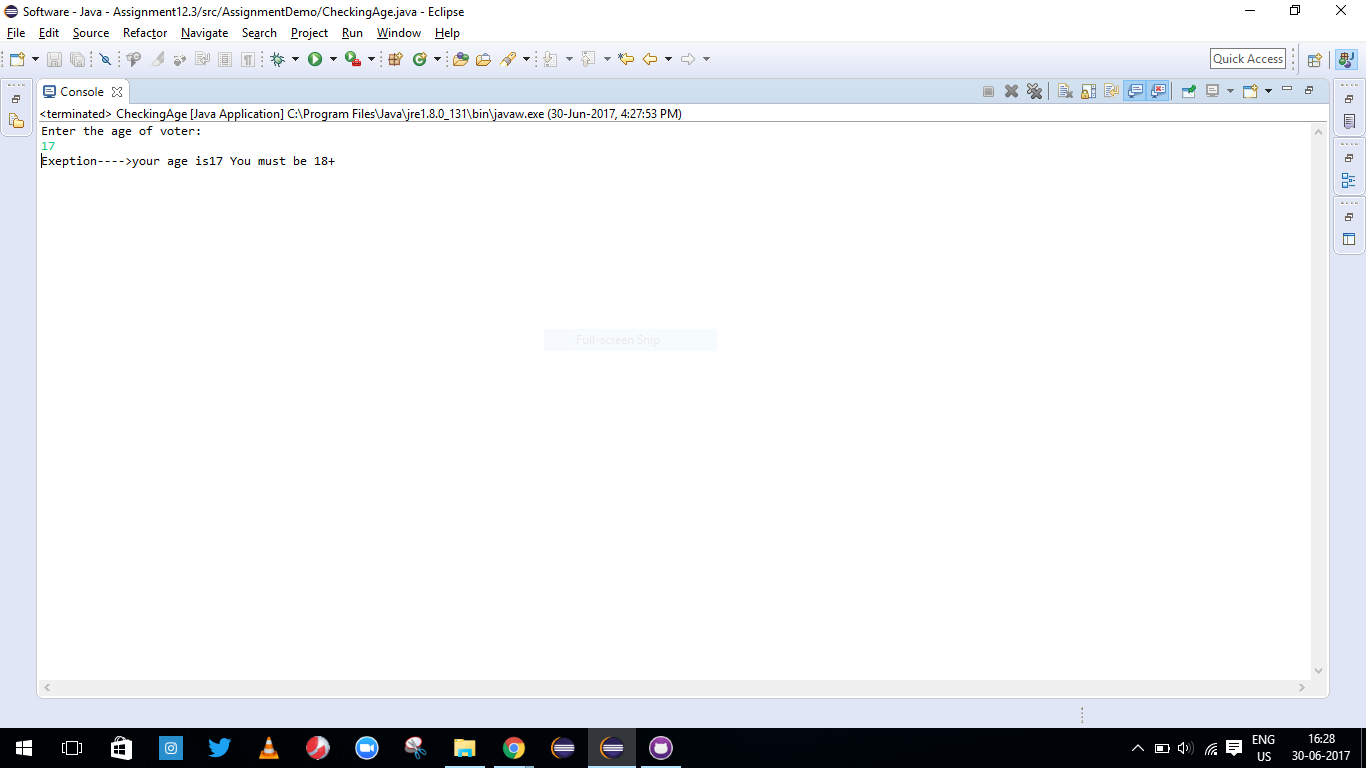 Software - Java - Assignment12.3/src/AssignmentDemo/CheckingAge.java - Eclipse
File Edit Source Refactor Navigate Search Project Run Window Help
Quick Access
Console
<terminated> CheckingAge [Java Application] C:\Program Files\Java\jre1.8.0_131\bin\javaw.exe (30-Jun-2017, 4:27:53 PM)
Enter the age of voter:
17
Exeption---->your age is17 You must be 18+
Full-screen Snip
ENG 16:28
US 30-06-2017